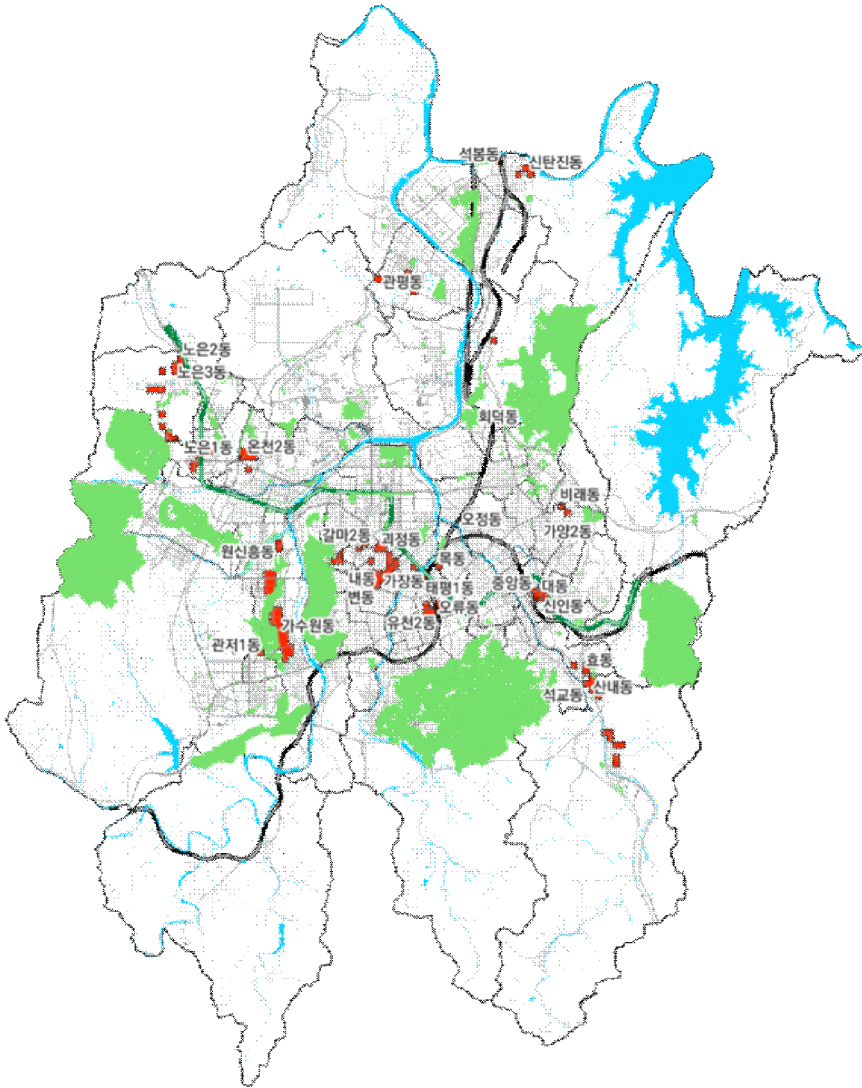 석봉동
신탄진동
관평동
노은2동
노은3동
회덕동
노은1동
온천2동
비래동
오정동
가양2동
갈마2동
괴정동
원신흥동
목동
내동
가장동
태평1동
중앙동
대동
변동
오류동
신인동
유천2동
가수원동
관저1동
효동
석교동
산내동